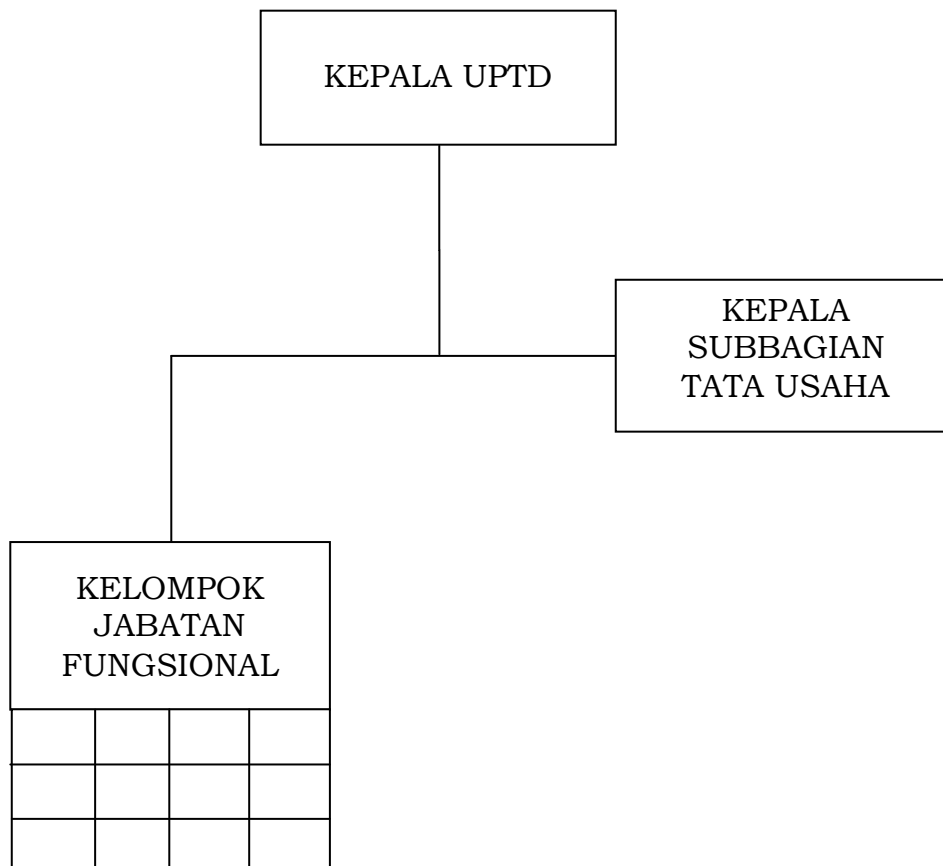 KEPALA UPTD
KEPALA
SUBBAGIAN
TATA USAHA
KELOMPOK
JABATAN
FUNGSIONAL